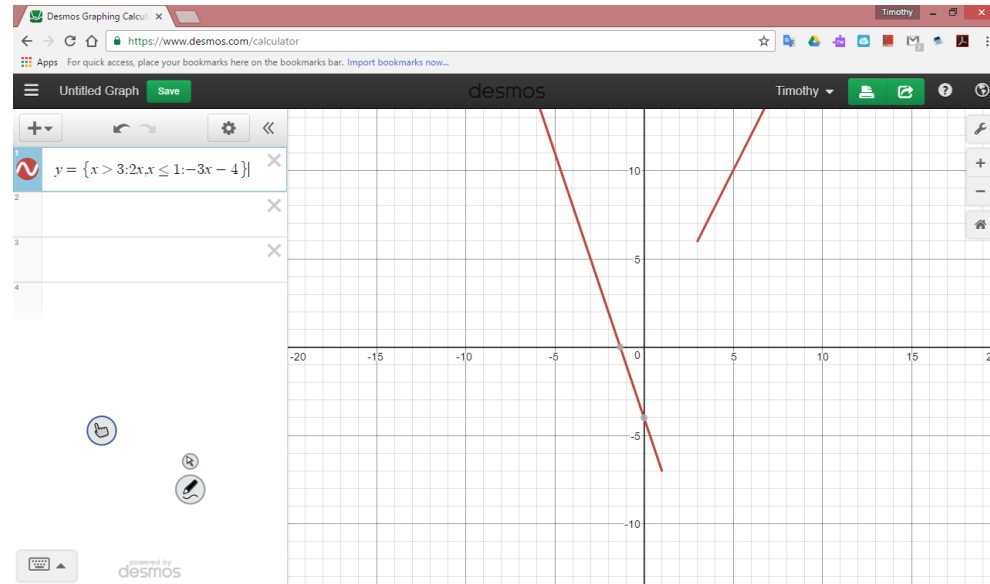 Desmos Graphing Calcul
Timothy
https://www.desmos.com/calculator
Apps For quick access, place your bookmarks here on the bookmarks bar. Import bookmarks now...
Untitled Graph Save desmos Timothy
1
y = {x > 3:2x,x ≤ 1:−3x − 4}
2
3
4
10
5
-20 -15 -10 -5 0 5 10 15 2
-5
-10
powered by
desmos